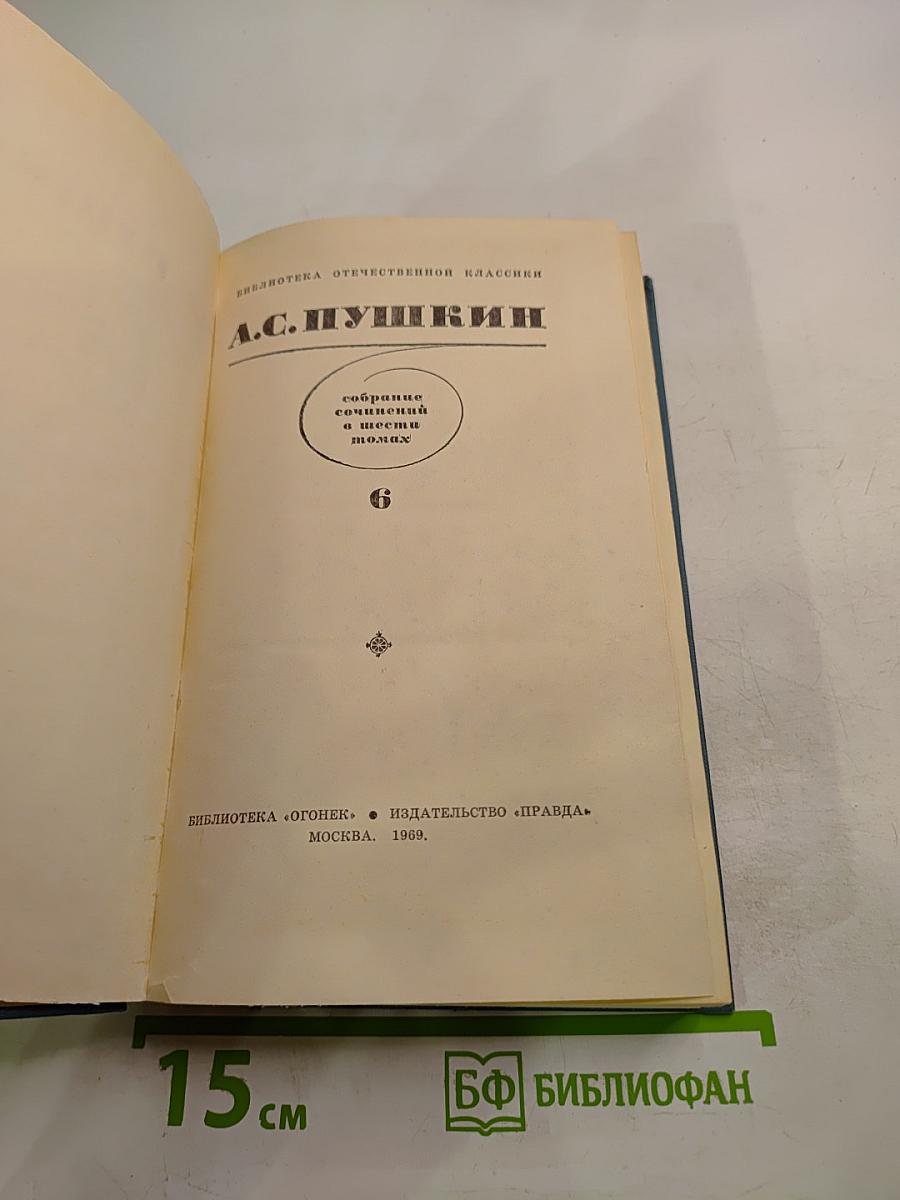 БИБЛИОТЕКА ОТЕЧЕСТВЕННОЙ КЛАССИКИ
А.С. ПУШКИН
собрание
сочинений
в шести
томах
6
БИБЛИОТЕКА «ОГОНЕК» ● ИЗДАТЕЛЬСТВО «ПРАВДА»
МОСКВА. 1969.
15 см
БФ БИБЛИОФАН